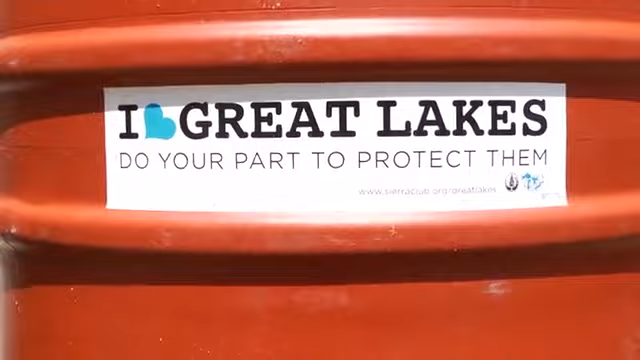 I 💙 GREAT LAKES
DO YOUR PART TO PROTECT THEM
www.sierraclub.org/greatlakes